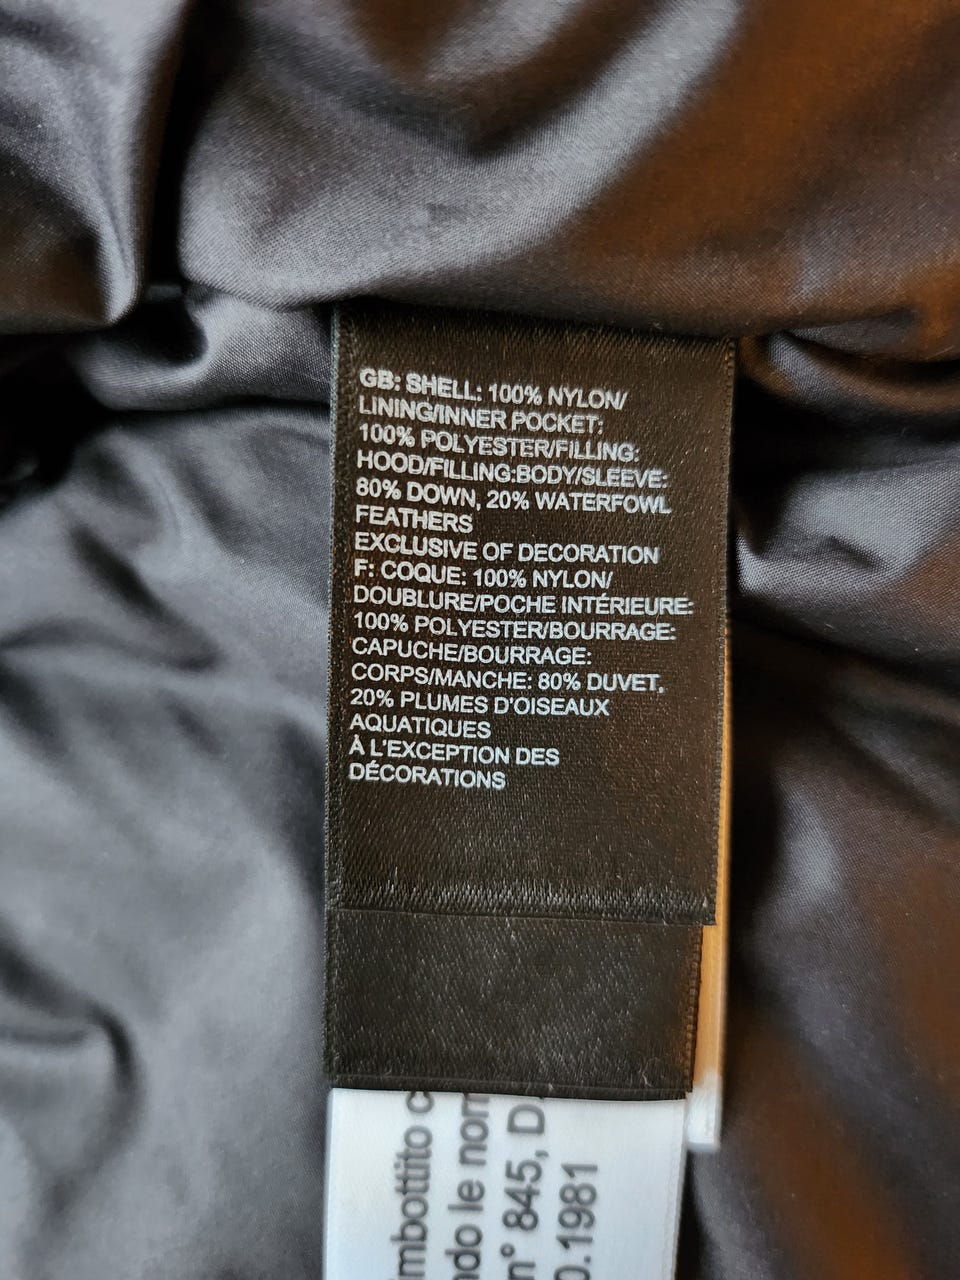 GB: SHELL: 100% NYLON/
LINING/INNER POCKET:
100% POLYESTER/FILLING:
HOOD/FILLING:BODY/SLEEVE:
80% DOWN, 20% WATERFOWL
FEATHERS
EXCLUSIVE OF DECORATION
F: COQUE: 100% NYLON/
DOUBLURE/POCHE INTÉRIEURE:
100% POLYESTER/BOURRAGE:
CAPUCHE/BOURRAGE:
CORPS/MANCHE: 80% DUVET,
20% PLUMES D'OISEAUX
AQUATIQUES
À L'EXCEPTION DES
DÉCORATIONS
le
n° 845,